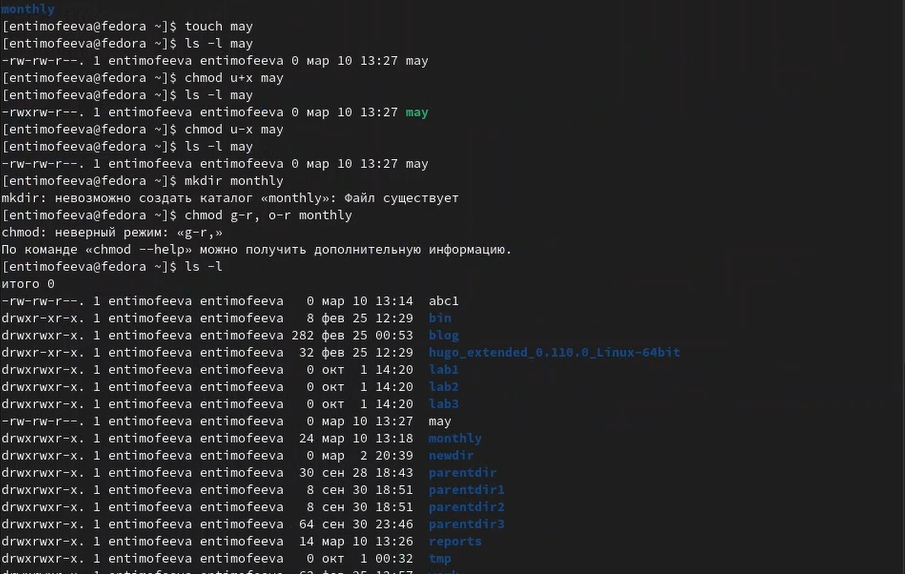 monthly
[entimofeeva@fedora ~]$ touch may
[entimofeeva@fedora ~]$ ls -l may
-rw-rw-r--. 1 entimofeeva entimofeeva 0 мар 10 13:27 may
[entimofeeva@fedora ~]$ chmod u+x may
[entimofeeva@fedora ~]$ ls -l may
-rwxrw-r--. 1 entimofeeva entimofeeva 0 мар 10 13:27 may
[entimofeeva@fedora ~]$ chmod u-x may
[entimofeeva@fedora ~]$ ls -l may
-rw-rw-r--. 1 entimofeeva entimofeeva 0 мар 10 13:27 may
[entimofeeva@fedora ~]$ mkdir monthly
mkdir: невозможно создать каталог «monthly»: Файл существует
[entimofeeva@fedora ~]$ chmod g-r, o-r monthly
chmod: неверный режим: «g-r,»
По команде «chmod --help» можно получить дополнительную информацию.
[entimofeeva@fedora ~]$ ls -l
итого 0
-rw-rw-r--. 1 entimofeeva entimofeeva   0 мар 10 13:14 abc1
drwxr-xr-x. 1 entimofeeva entimofeeva   8 фев 25 12:29 bin
drwxrwxr-x. 1 entimofeeva entimofeeva 282 фев 25 00:53 blog
drwxr-xr-x. 1 entimofeeva entimofeeva  32 фев 25 12:29 hugo_extended_0.110.0_Linux-64bit
drwxrwxr-x. 1 entimofeeva entimofeeva   0 окт  1 14:20 lab1
drwxrwxr-x. 1 entimofeeva entimofeeva   0 окт  1 14:20 lab2
drwxrwxr-x. 1 entimofeeva entimofeeva   0 окт  1 14:20 lab3
-rw-rw-r--. 1 entimofeeva entimofeeva   0 мар 10 13:27 may
drwxrwxr-x. 1 entimofeeva entimofeeva  24 мар 10 13:18 monthly
drwxrwxr-x. 1 entimofeeva entimofeeva   0 мар  2 20:39 newdir
drwxrwxr-x. 1 entimofeeva entimofeeva  30 сен 28 18:43 parentdir
drwxrwxr-x. 1 entimofeeva entimofeeva   8 сен 30 18:51 parentdir1
drwxrwxr-x. 1 entimofeeva entimofeeva   8 сен 30 18:51 parentdir2
drwxrwxr-x. 1 entimofeeva entimofeeva  64 сен 30 23:46 parentdir3
drwxrwxr-x. 1 entimofeeva entimofeeva  14 мар 10 13:26 reports
drwxrwxr-x. 1 entimofeeva entimofeeva   0 окт  1 00:32 tmp